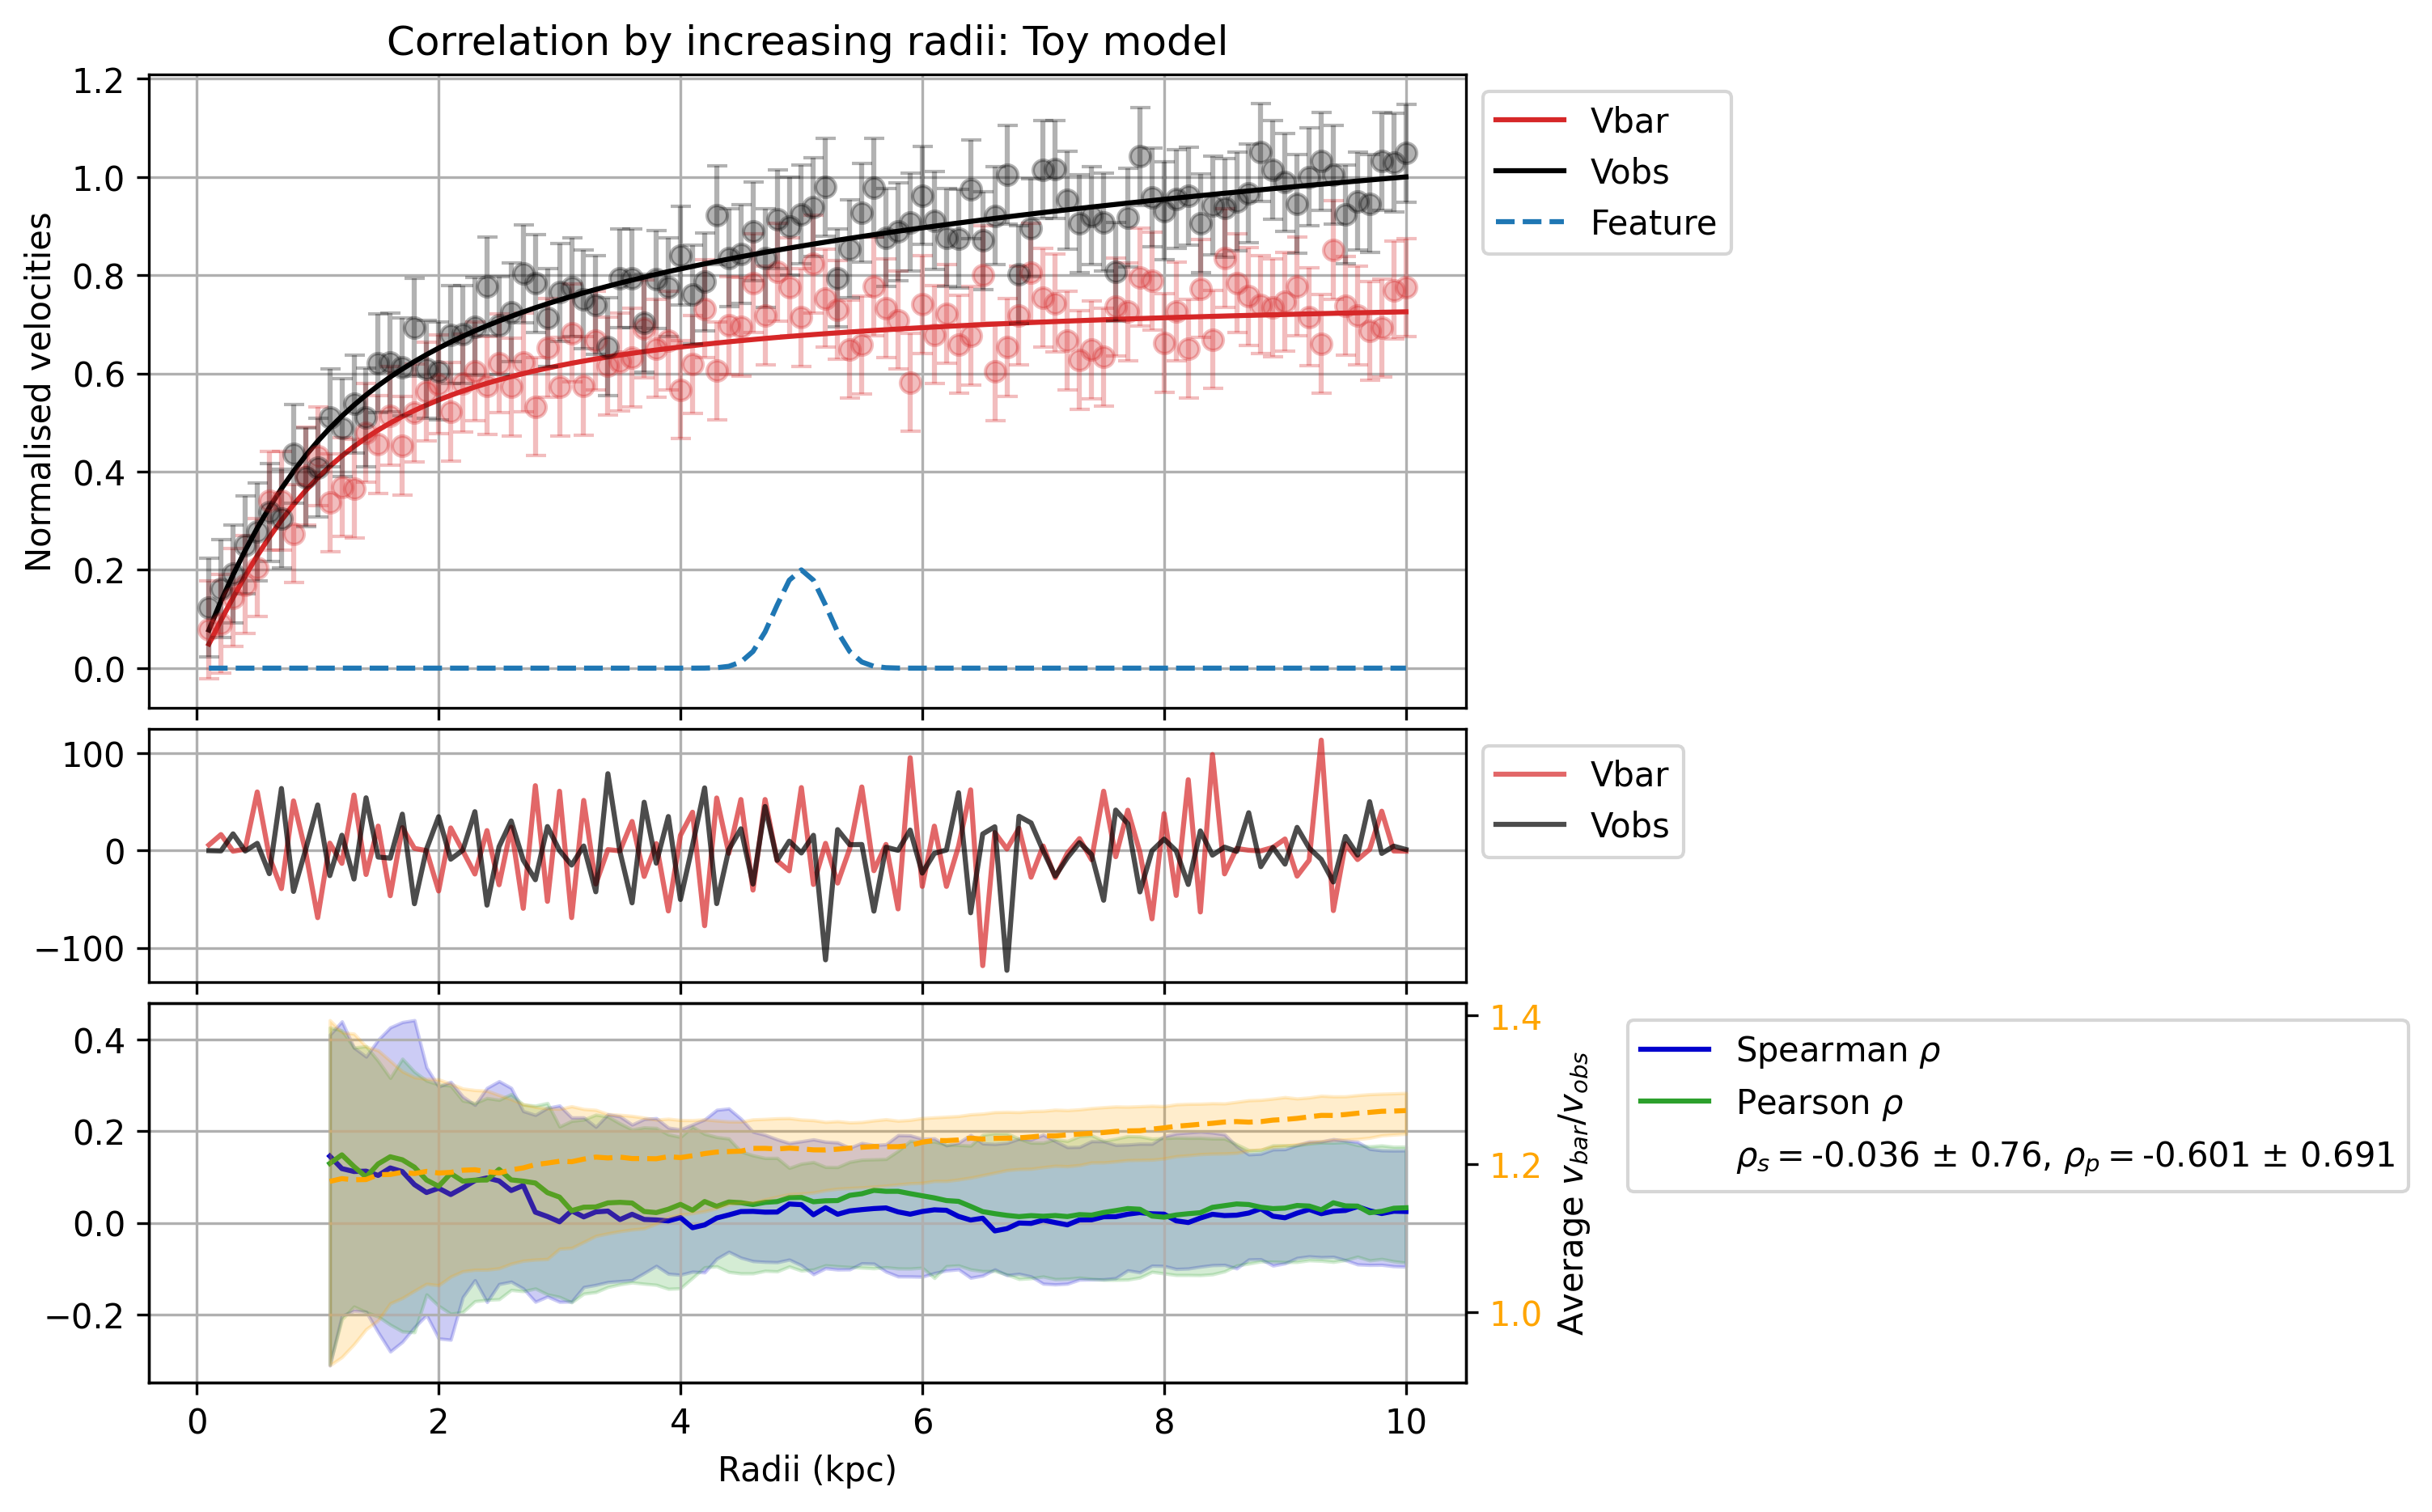 Correlation by increasing radii: Toy model
Normalised velocities
1.2
1.0
0.8
0.6
0.4
0.2
0.0
Vbar
Vobs
Feature
100
0
−100
Vbar
Vobs
0.4
0.2
0.0
−0.2
1.4
1.2
1.0
Average v_bar/v_obs
Spearman ρ
Pearson ρ
ρ_s = -0.036 ± 0.76, ρ_p = -0.601 ± 0.691
0 2 4 6 8 10
Radii (kpc)